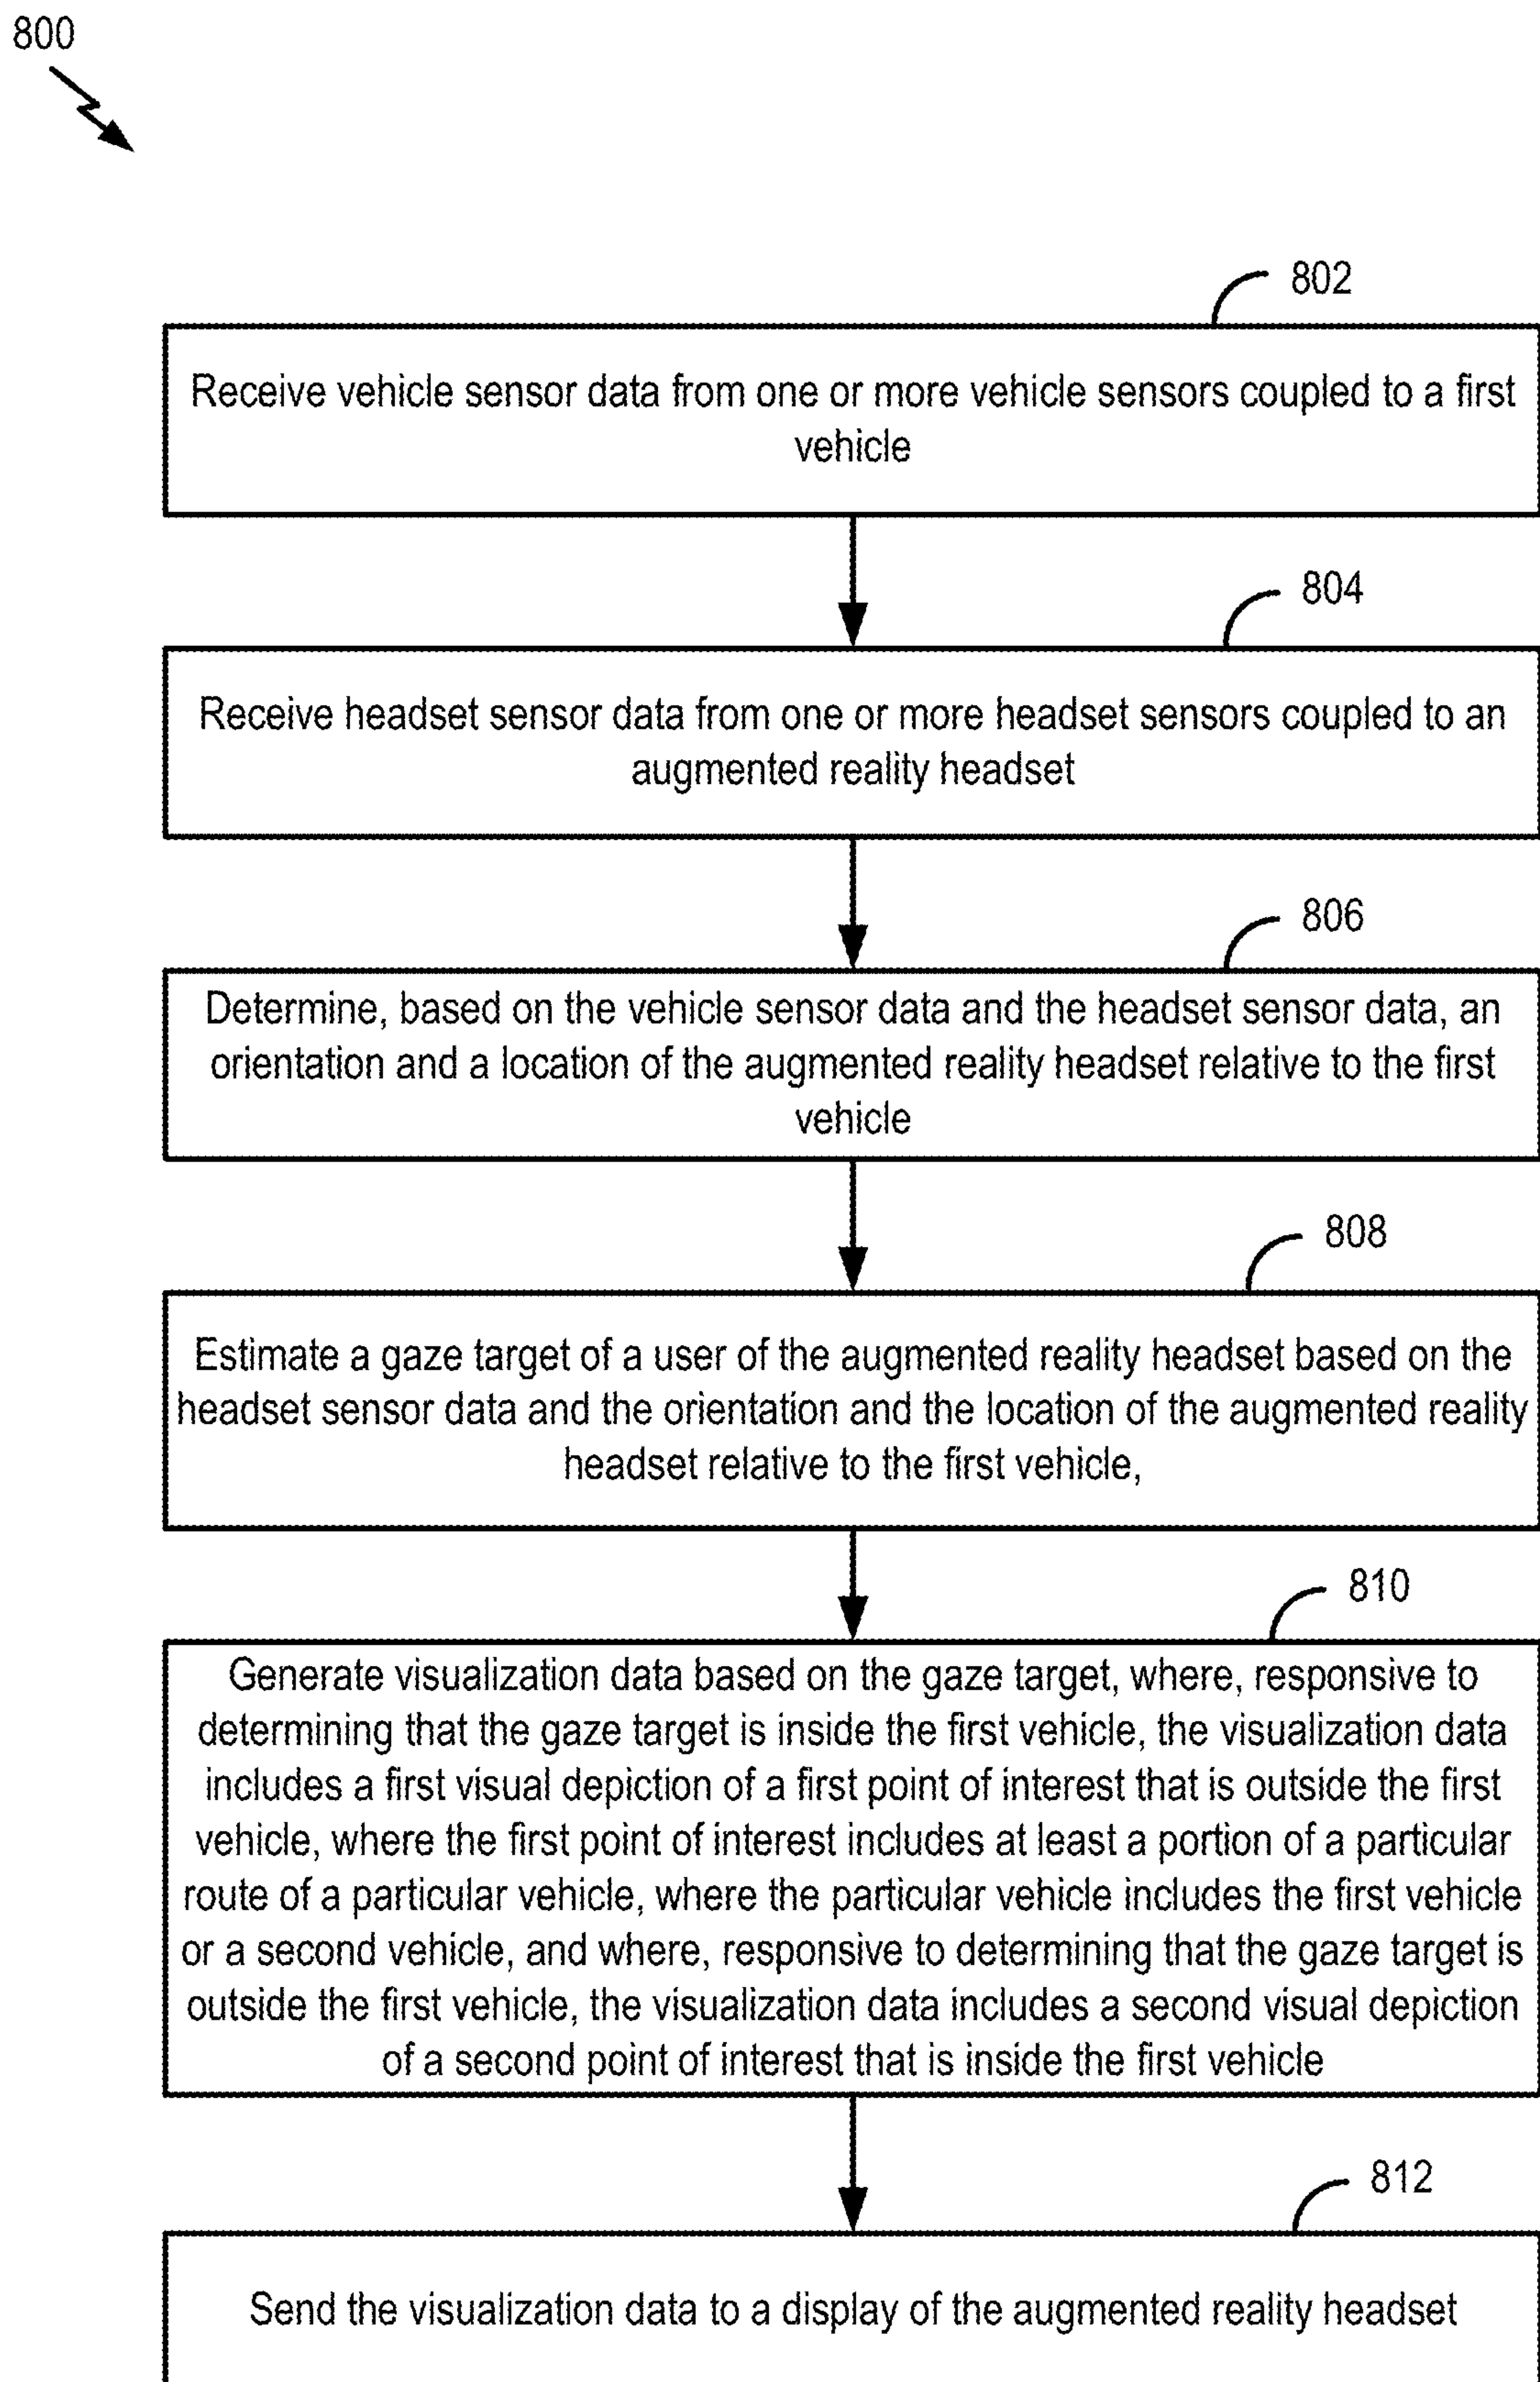 800
802
Receive vehicle sensor data from one or more vehicle sensors coupled to a first
vehicle
804
Receive headset sensor data from one or more headset sensors coupled to an
augmented reality headset
806
Determine, based on the vehicle sensor data and the headset sensor data, an
orientation and a location of the augmented reality headset relative to the first
vehicle
808
Estimate a gaze target of a user of the augmented reality headset based on the
headset sensor data and the orientation and the location of the augmented reality
headset relative to the first vehicle,
810
Generate visualization data based on the gaze target, where, responsive to
determining that the gaze target is inside the first vehicle, the visualization data
includes a first visual depiction of a first point of interest that is outside the first
vehicle, where the first point of interest includes at least a portion of a particular
route of a particular vehicle, where the particular vehicle includes the first vehicle
or a second vehicle, and where, responsive to determining that the gaze target is
outside the first vehicle, the visualization data includes a second visual depiction
of a second point of interest that is inside the first vehicle
812
Send the visualization data to a display of the augmented reality headset